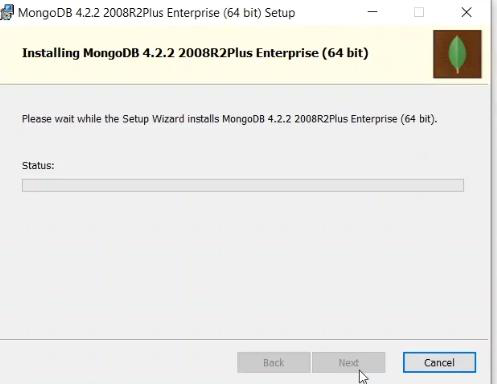 MongoDB 4.2.2 2008R2Plus Enterprise (64 bit) Setup
Installing MongoDB 4.2.2 2008R2Plus Enterprise (64 bit)
Please wait while the Setup Wizard installs MongoDB 4.2.2 2008R2Plus Enterprise (64 bit).
Status:
Back Next Cancel